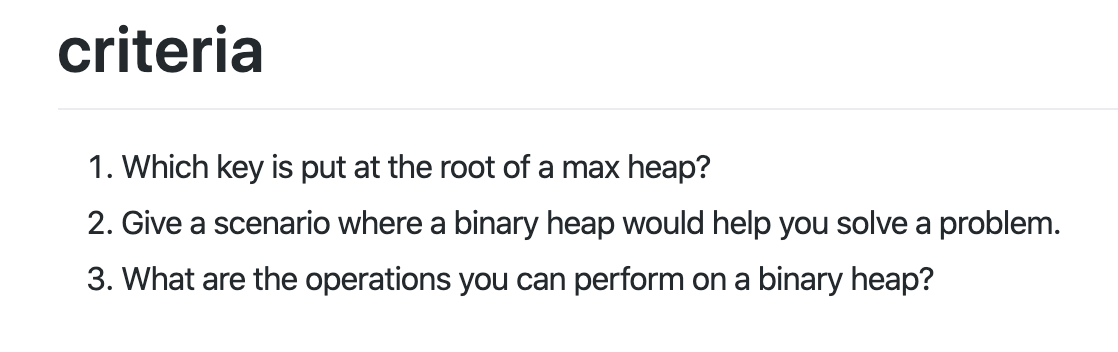 criteria
1. Which key is put at the root of a max heap?
2. Give a scenario where a binary heap would help you solve a problem.
3. What are the operations you can perform on a binary heap?